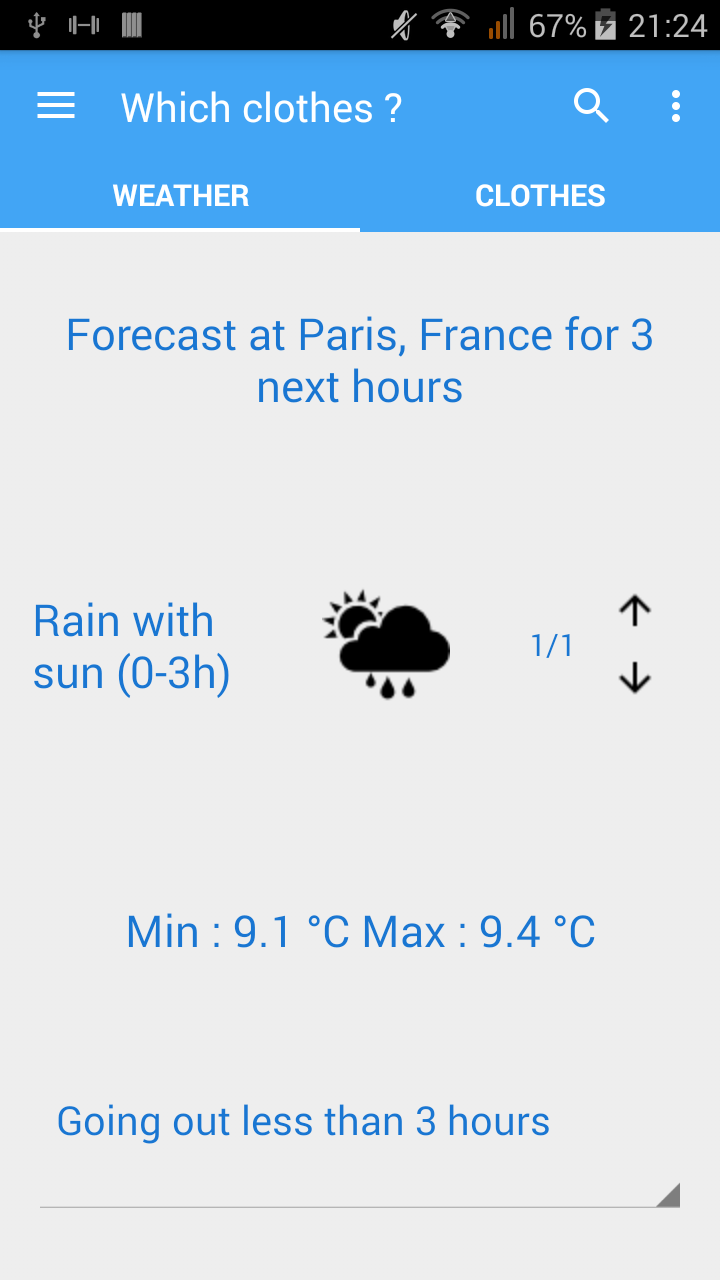 67% 21:24
Which clothes ?
WEATHER CLOTHES
Forecast at Paris, France for 3
next hours
Rain with
sun (0-3h)
1/1
Min : 9.1 °C Max : 9.4 °C
Going out less than 3 hours